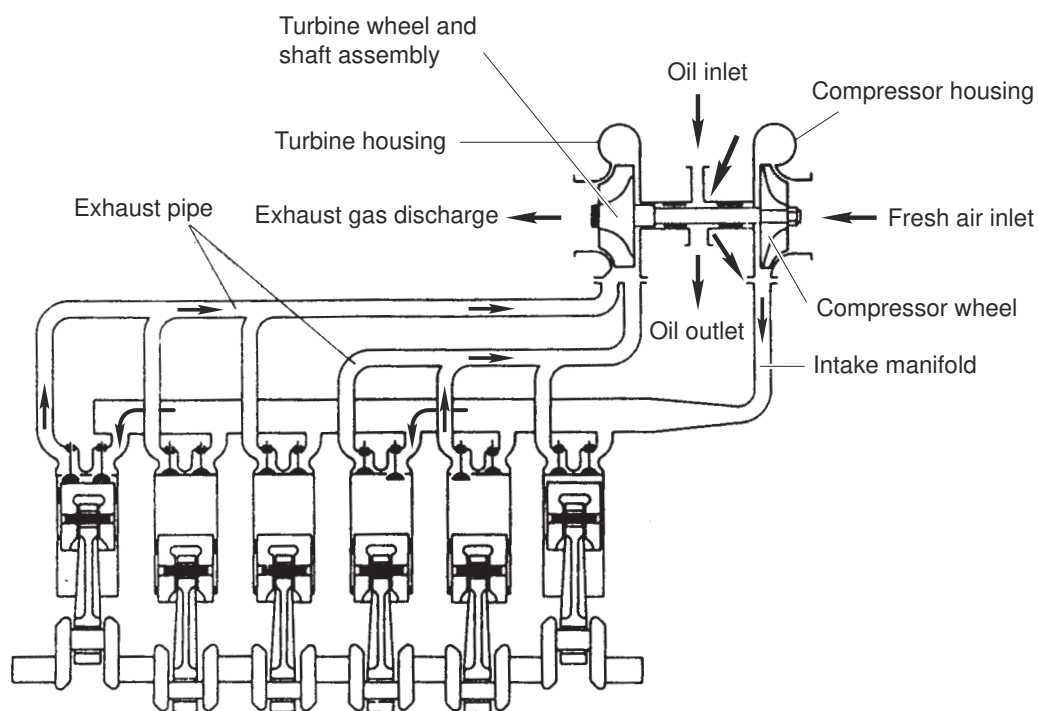 Turbine wheel and
shaft assembly
Oil inlet
Compressor housing
Turbine housing
Exhaust pipe
Exhaust gas discharge
Fresh air inlet
Compressor wheel
Oil outlet
Intake manifold